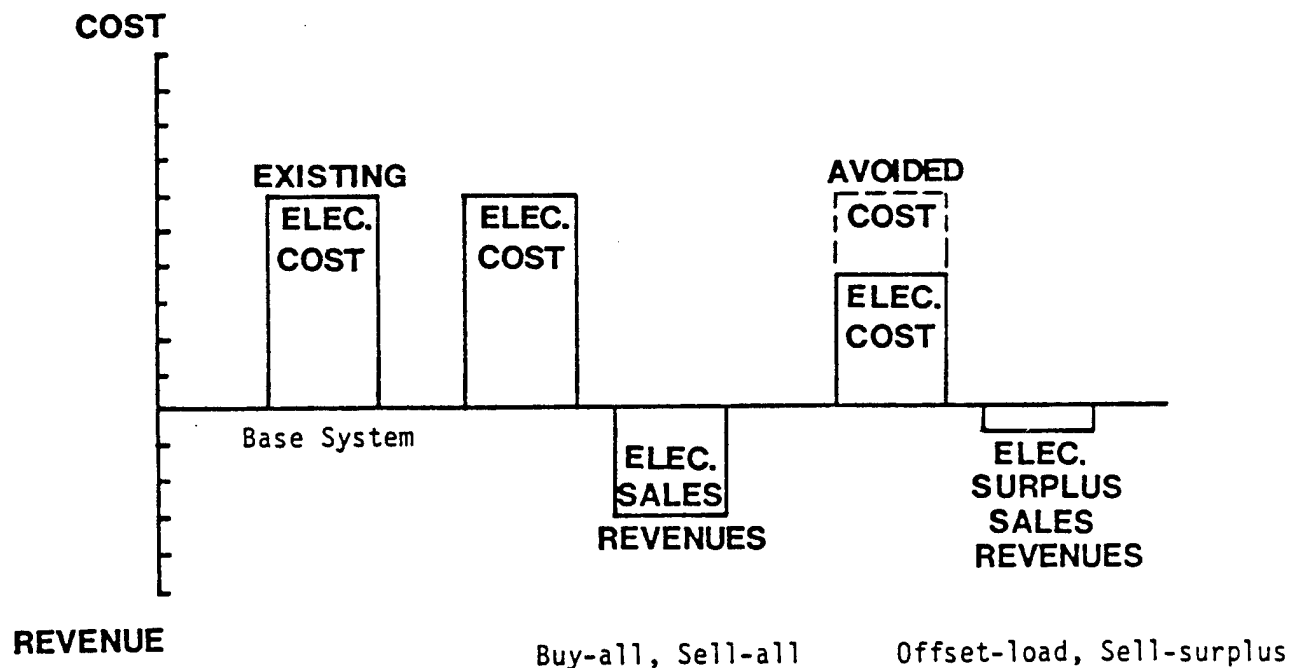 COST
EXISTING
ELEC.
COST
ELEC.
COST
AVOIDED
COST
ELEC.
COST
Base System
ELEC.
SALES
REVENUES
ELEC.
SURPLUS
SALES
REVENUES
REVENUE
Buy-all, Sell-all
Offset-load, Sell-surplus